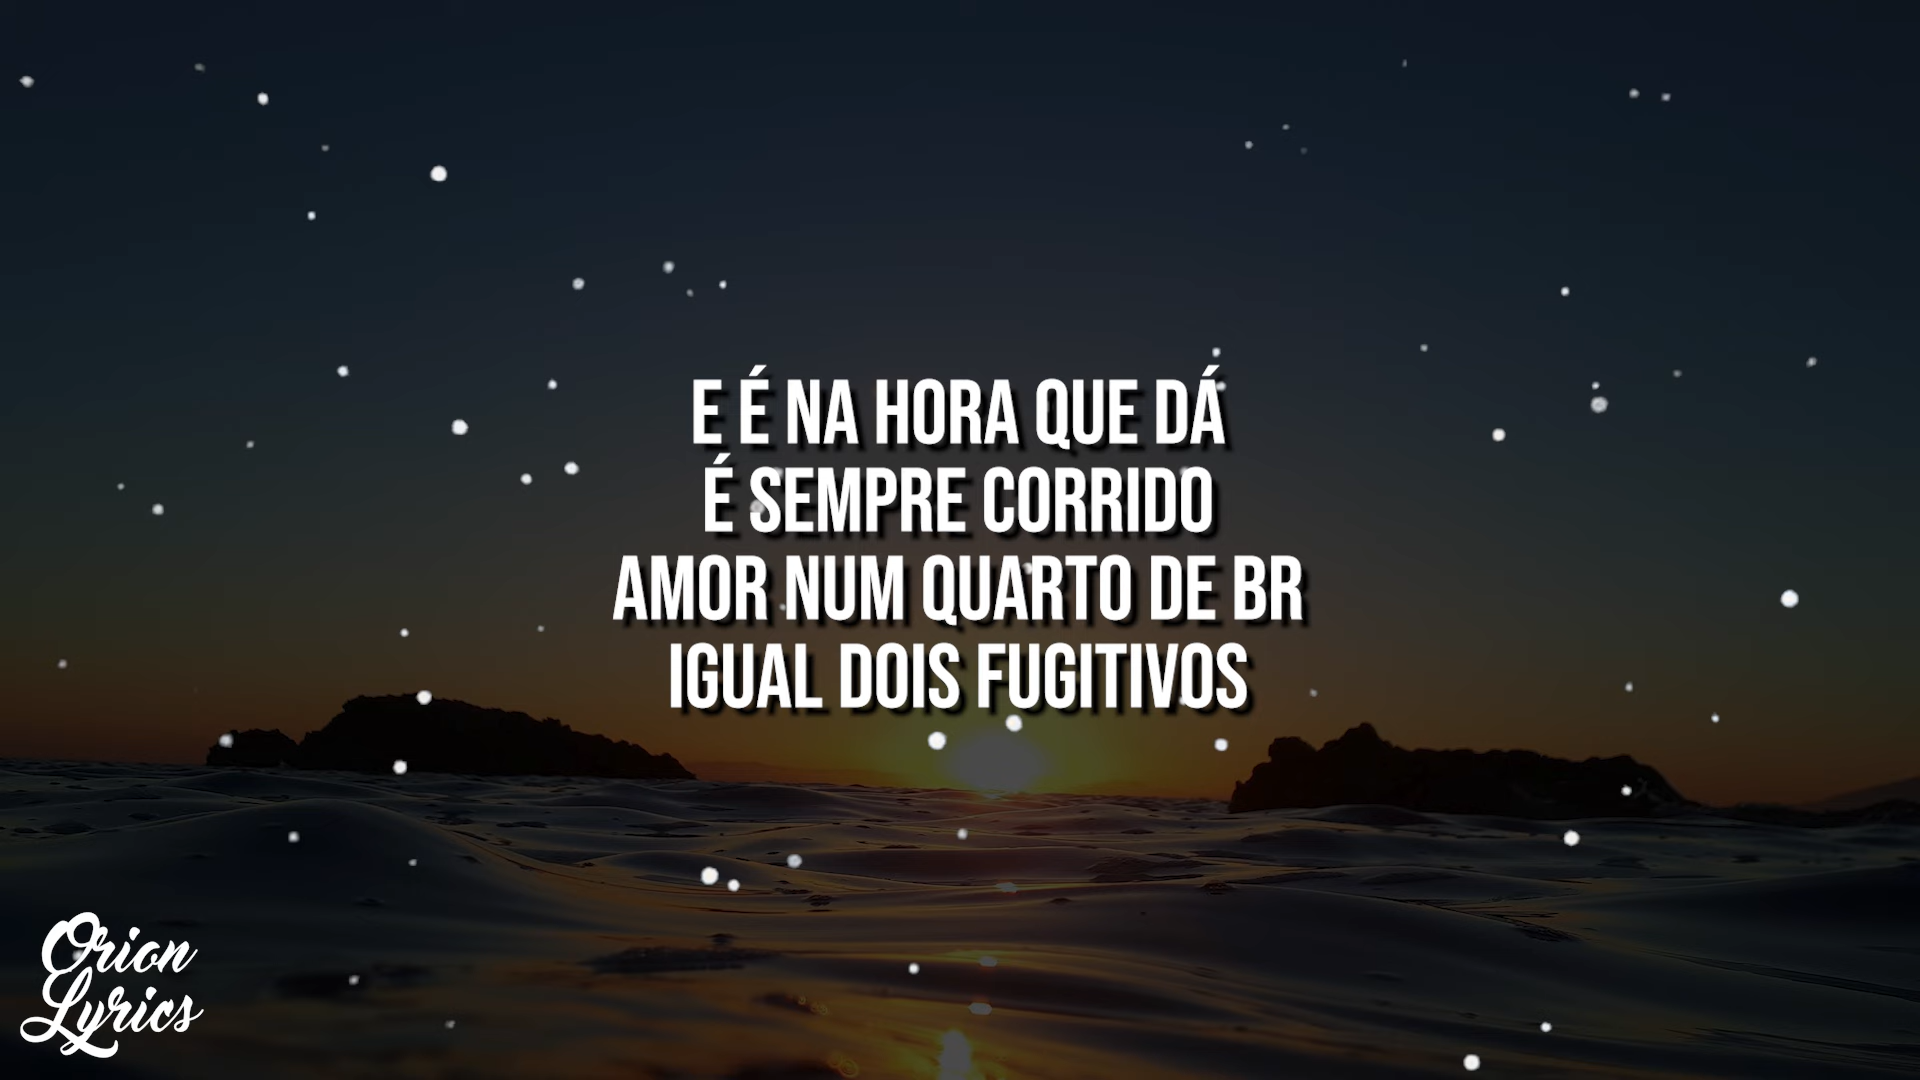 E É NA HORA QUE DÁ
É SEMPRE CORRIDO
AMOR NUM QUARTO DE BR
IGUAL DOIS FUGITIVOS
Orion
Lyrics